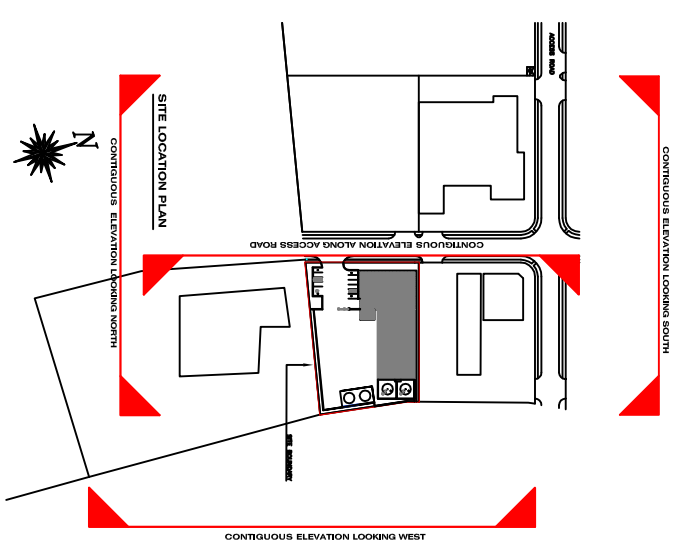 ACCESS ROAD
SITE LOCATION PLAN
N
CONTIGUOUS ELEVATION LOOKING NORTH
CONTIGUOUS ELEVATION ALONG ACCESS ROAD
CONTIGUOUS ELEVATION LOOKING SOUTH
SITE BOUNDARY
CONTIGUOUS ELEVATION LOOKING WEST